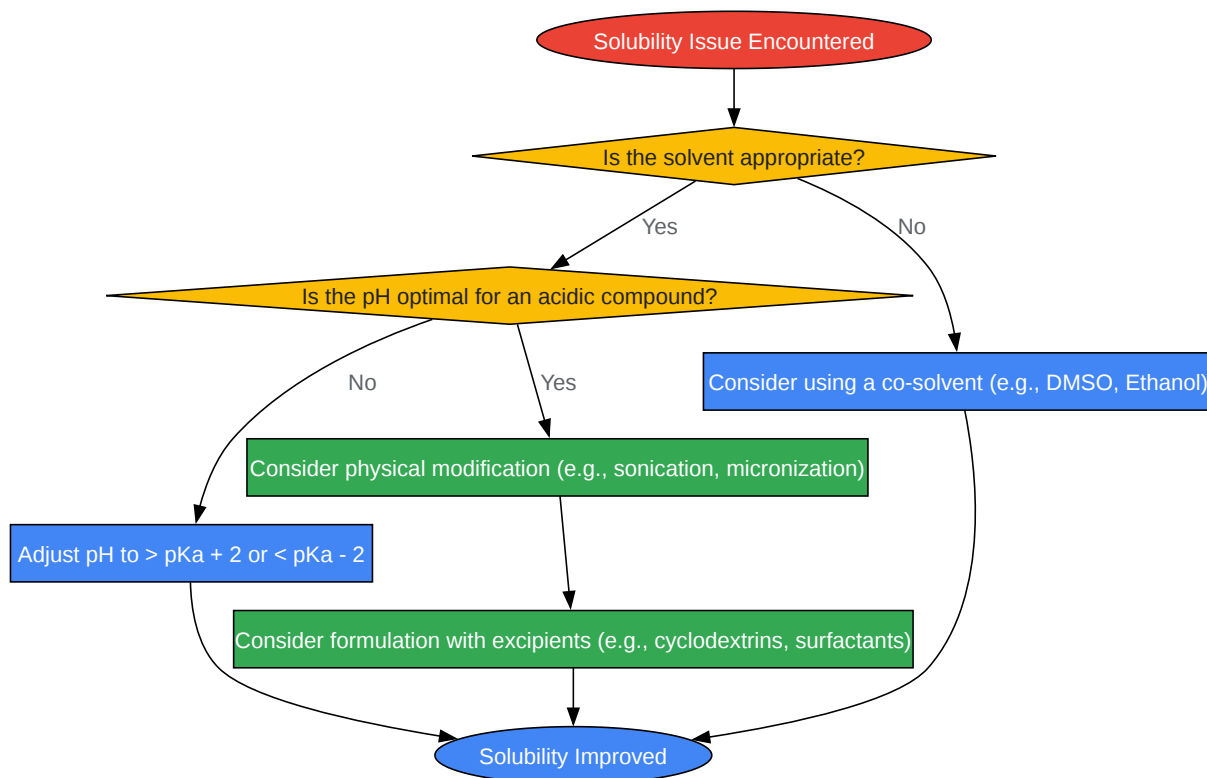 Solubility Issue Encountered
Is the solvent appropriate?
Yes
No
Is the pH optimal for an acidic compound?
No
Yes
Consider using a co-solvent (e.g., DMSO, Ethanol)
Consider physical modification (e.g., sonication, micronization)
Adjust pH to > pKa + 2 or < pKa - 2
Consider formulation with excipients (e.g., cyclodextrins, surfactants)
Solubility Improved